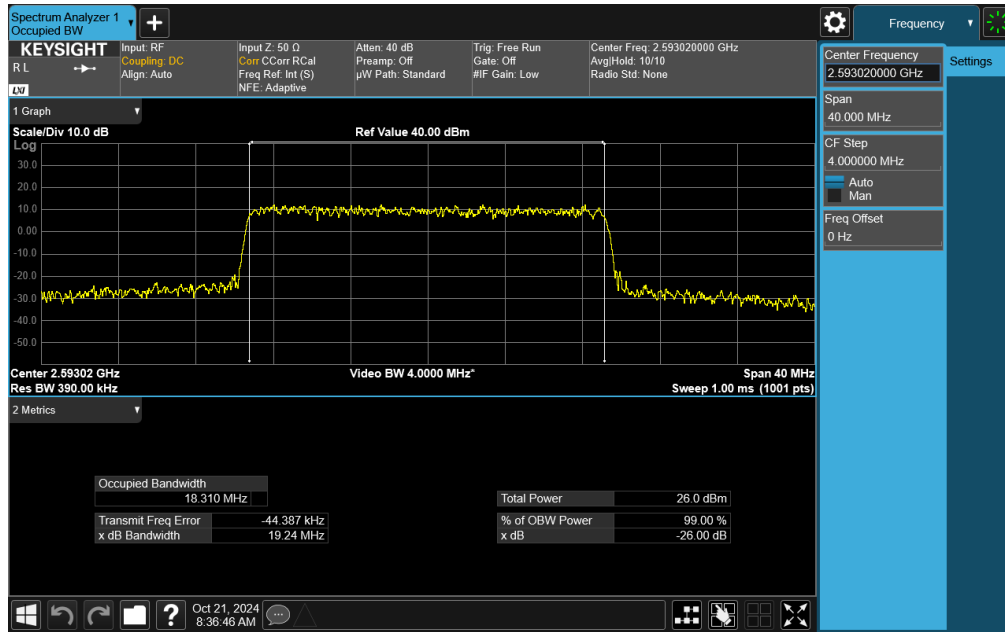 Spectrum Analyzer 1
Occupied BW
Frequency
KEYSIGHT
R L
LXI
Input: RF
Coupling: DC
Align: Auto
Input Z: 50 Ω
Corr CCorr RCal
Freq Ref: Int (S)
NFE: Adaptive
Atten: 40 dB
Preamp: Off
µW Path: Standard
Trig: Free Run
Gate: Off
#IF Gain: Low
Center Freq: 2.593020000 GHz
Avg|Hold: 10/10
Radio Std: None
Center Frequency
2.593020000 GHz
Settings
Span
40.000 MHz
CF Step
4.000000 MHz
Auto
Man
Freq Offset
0 Hz
1 Graph
Scale/Div 10.0 dB
Ref Value 40.00 dBm
Log
30.0
20.0
10.0
0.00
-10.0
-20.0
-30.0
-40.0
-50.0
Center 2.59302 GHz
Video BW 4.0000 MHz*
Span 40 MHz
Res BW 390.00 kHz
Sweep 1.00 ms (1001 pts)
2 Metrics
Occupied Bandwidth
18.310 MHz
Transmit Freq Error -44.387 kHz
x dB Bandwidth 19.24 MHz
Total Power 26.0 dBm
% of OBW Power 99.00 %
x dB -26.00 dB
?
Oct 21, 2024
8:36:46 AM